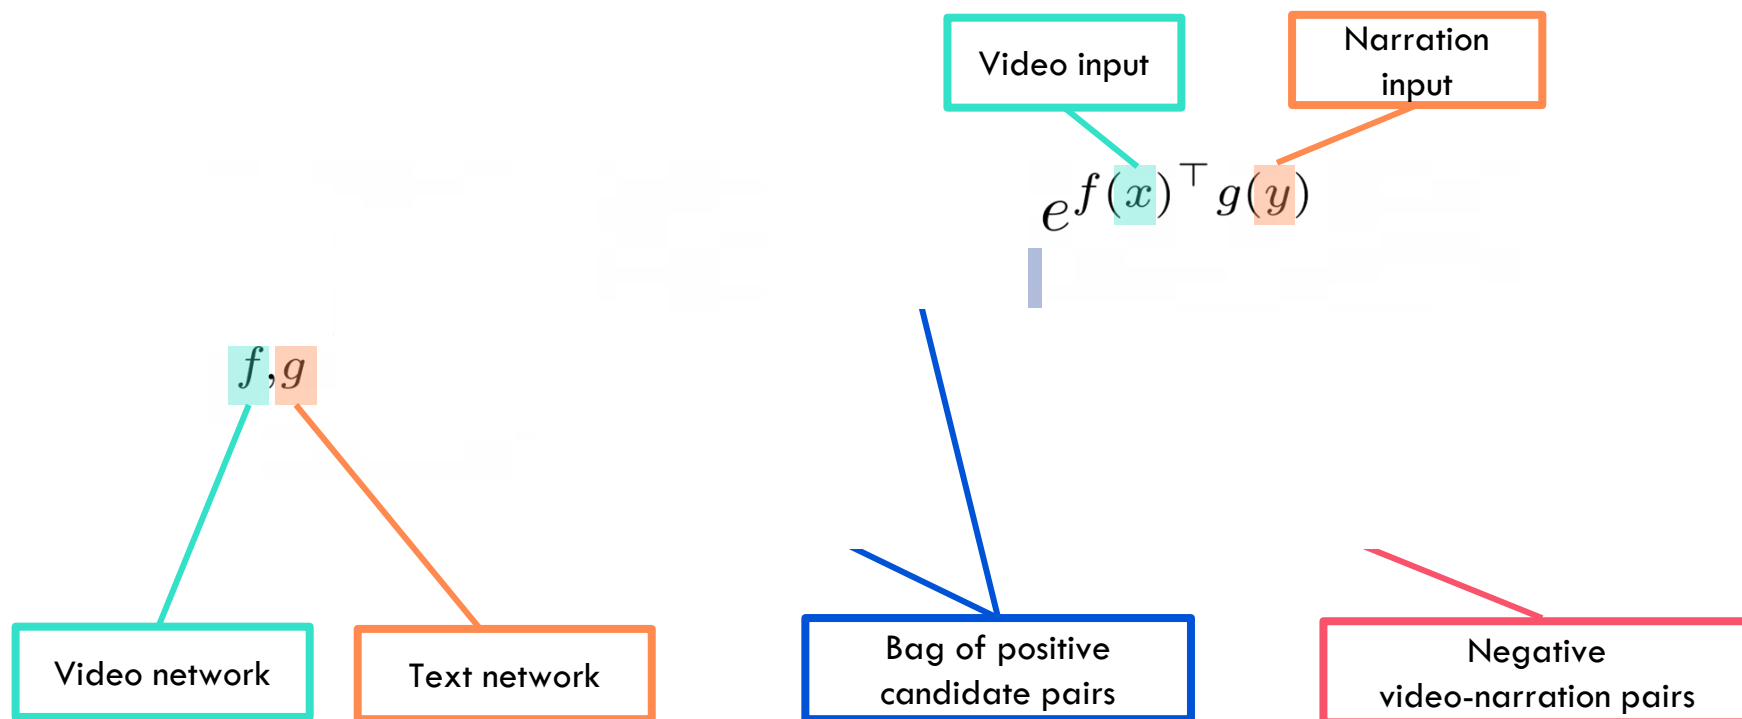 Video input
Narration
input
e^{f(x)^⊤ g(y)}
f,g
Video network
Text network
Bag of positive
candidate pairs
Negative
video-narration pairs